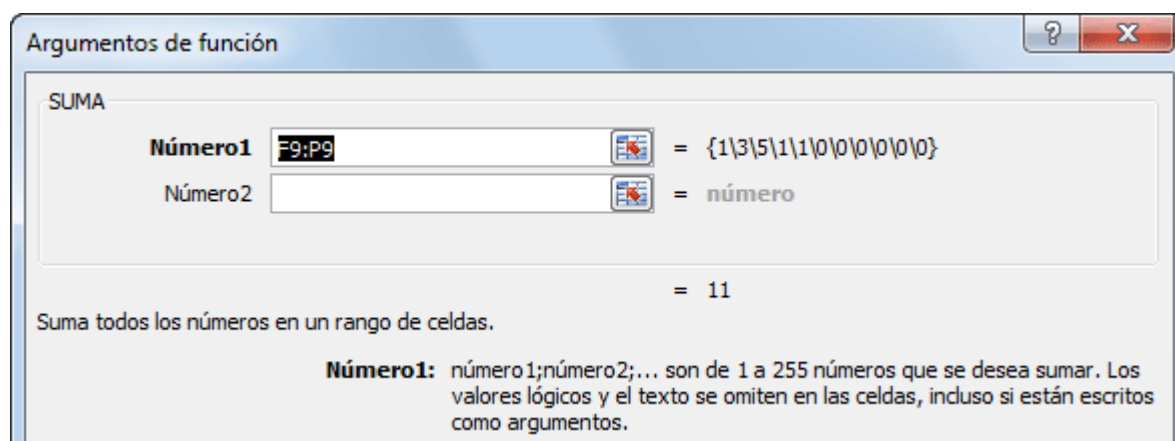 Argumentos de función
SUMA
Número1 F9:P9 = {1\3\5\1\1\0\0\0\0\0\0}
Número2 = número
= 11
Suma todos los números en un rango de celdas.
Número1: número1;número2;... son de 1 a 255 números que se desea sumar. Los
valores lógicos y el texto se omiten en las celdas, incluso si están escritos
como argumentos.